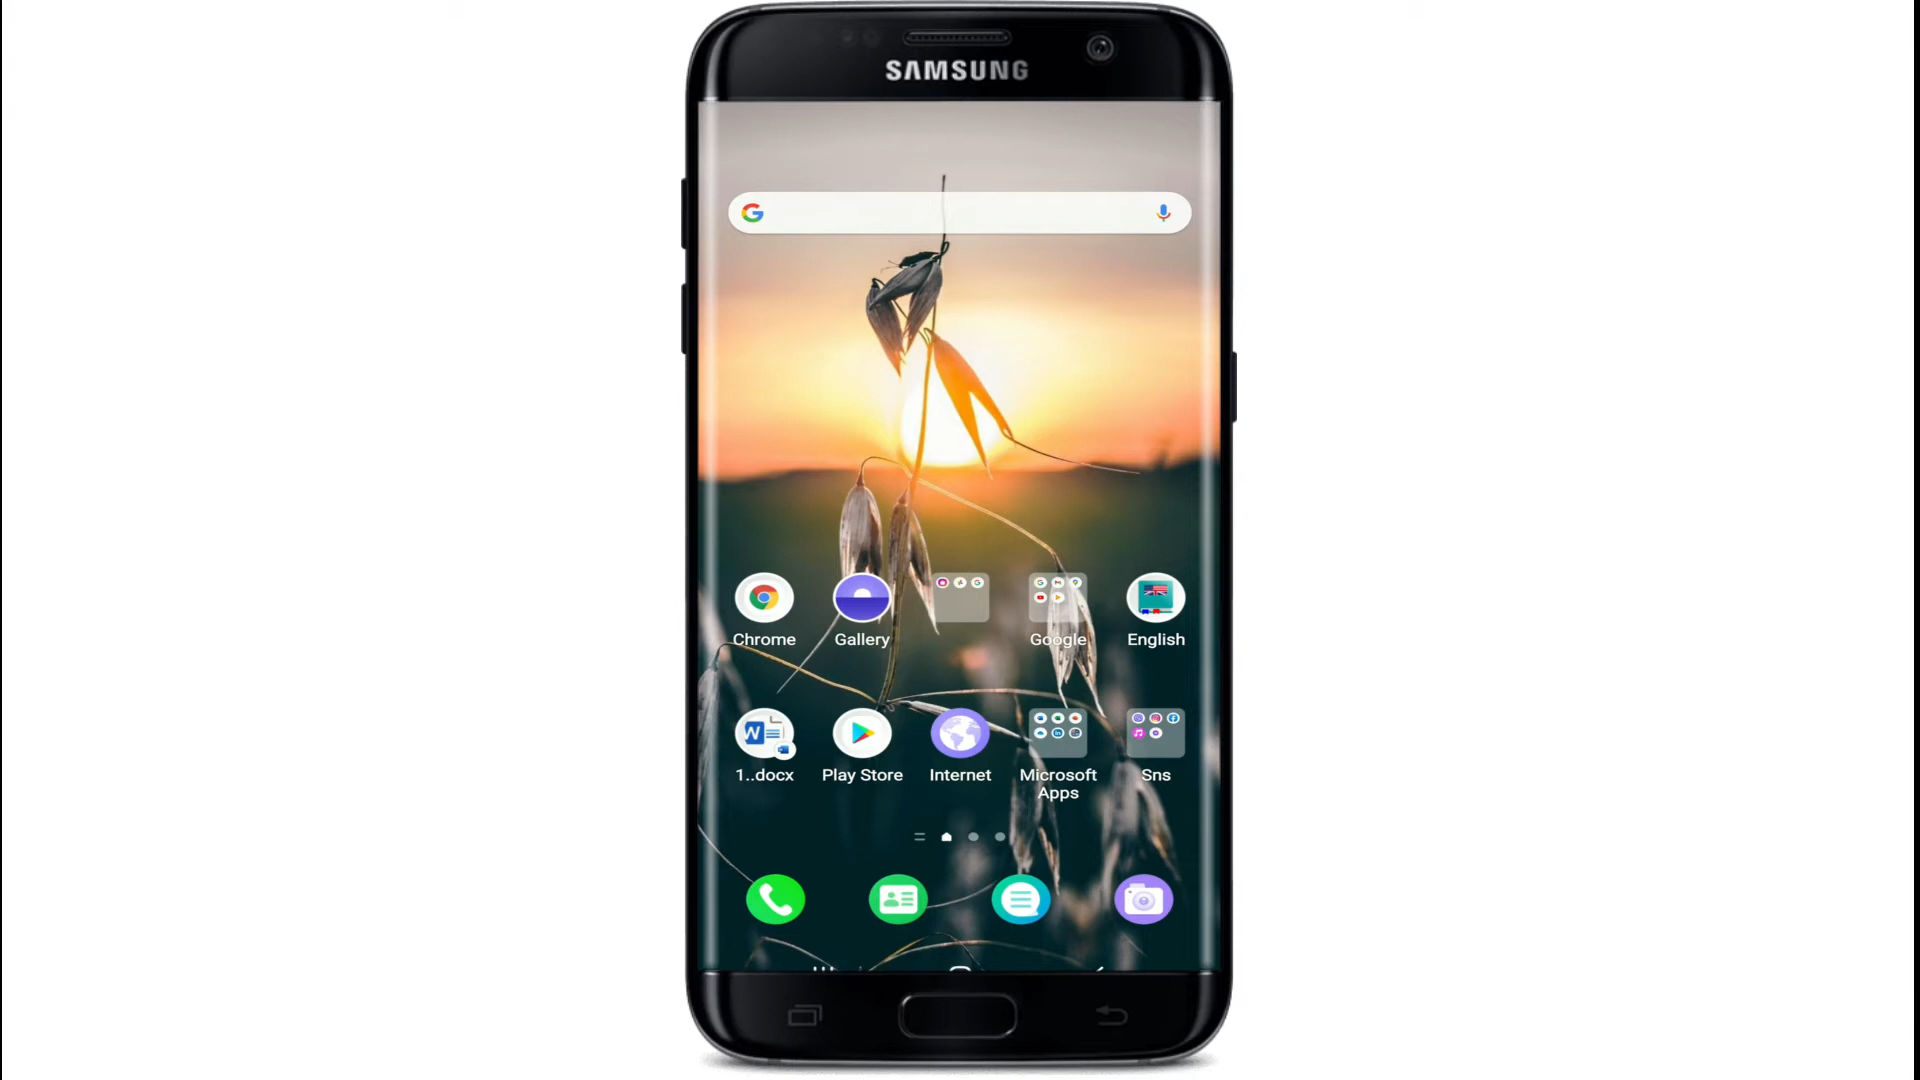 SAMSUNG
Chrome
Gallery
Google
English
1..docx
Play Store
Internet
Microsoft
Apps
Sns